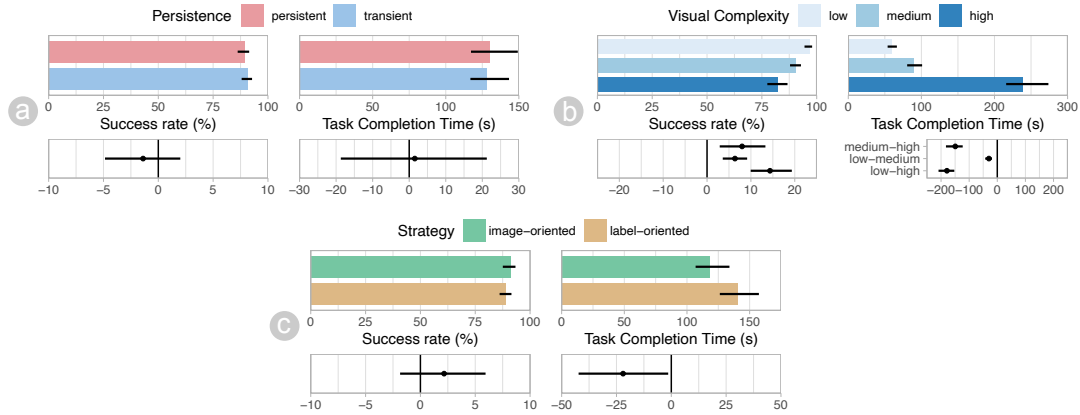 Persistence persistent transient
0 25 50 75 100
0 50 100 150
a
Success rate (%) Task Completion Time (s)
−10 −5 0 5 10
−30 −20 −10 0 10 20 30
Visual Complexity low medium high
0 25 50 75 100
0 100 200 300
b
Success rate (%) Task Completion Time (s)
medium−high
low−medium
low−high
−20 −10 0 10 20
−200 −100 0 100 200
Strategy image−oriented label−oriented
0 25 50 75 100
0 50 100 150
c
Success rate (%) Task Completion Time (s)
−10 −5 0 5 10
−50 −25 0 25 50